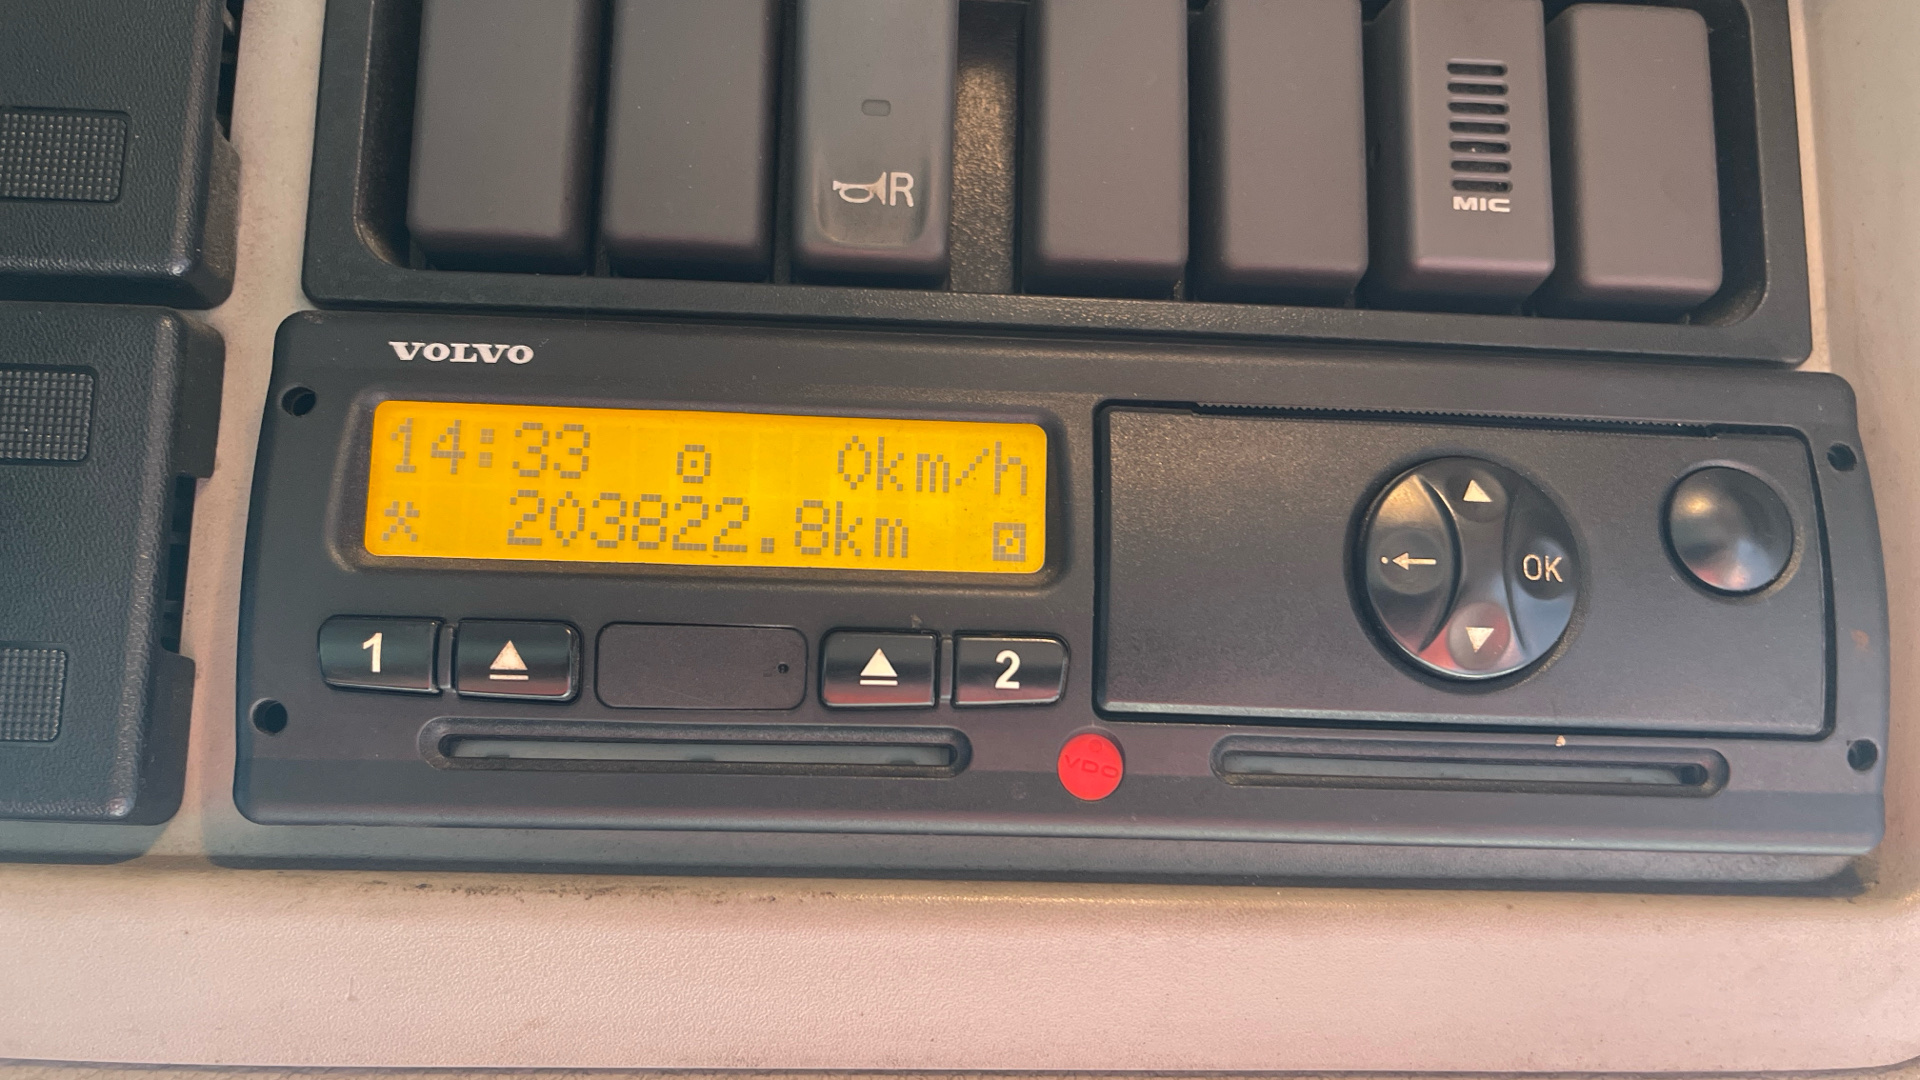 R
MIC
VOLVO
14:33 0km/h
203822.8km
1 2
OK
VDO